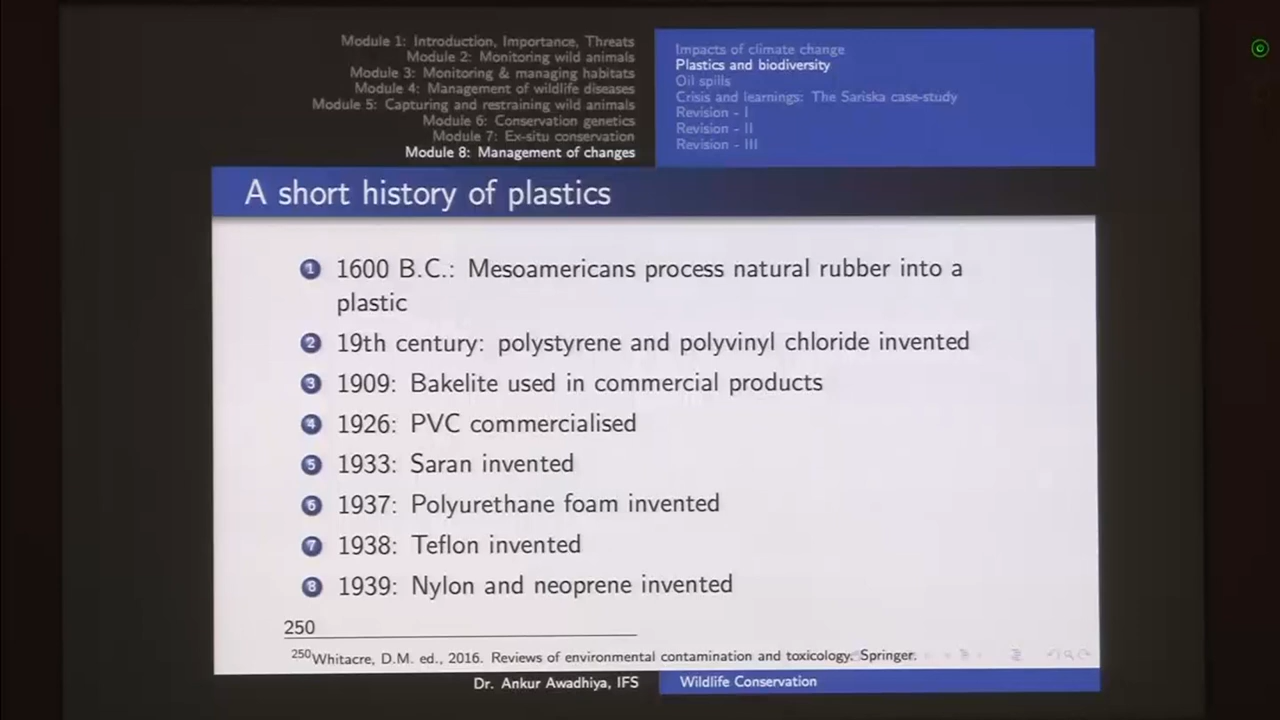 Module 1: Introduction, Importance, Threats
Module 2: Monitoring wild animals
Module 3: Monitoring & managing habitats
Module 4: Management of wildlife diseases
Module 5: Capturing and restraining wild animals
Module 6: Conservation genetics
Module 7: Ex-situ conservation
Module 8: Management of changes
Impacts of climate change
Plastics and biodiversity
Oil spills
Crisis and learnings: The Sariska case-study
Revision - I
Revision - II
Revision - III
A short history of plastics
1 1600 B.C.: Mesoamericans process natural rubber into a
plastic
2 19th century: polystyrene and polyvinyl chloride invented
3 1909: Bakelite used in commercial products
4 1926: PVC commercialised
5 1933: Saran invented
6 1937: Polyurethane foam invented
7 1938: Teflon invented
8 1939: Nylon and neoprene invented
250
250Whitacre, D.M. ed., 2016. Reviews of environmental contamination and toxicology. Springer.
Dr. Ankur Awadhiya, IFS
Wildlife Conservation